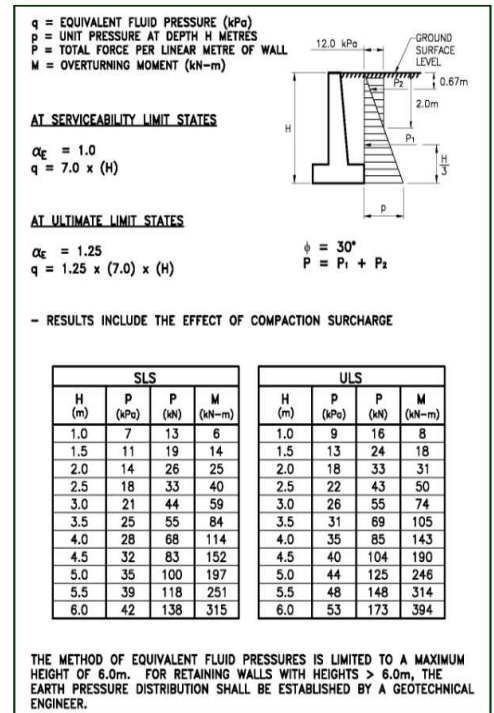 q = EQUIVALENT FLUID PRESSURE (kPa)
p = UNIT PRESSURE AT DEPTH H METRES
P = TOTAL FORCE PER LINEAR METRE OF WALL
M = OVERTURNING MOMENT (kN-m)
12.0 kPa
GROUND
SURFACE
LEVEL
P2
0.67m
2.0m
H
P1
H
3
P
AT SERVICEABILITY LIMIT STATES
αE = 1.0
q = 7.0 x (H)
AT ULTIMATE LIMIT STATES
αE = 1.25
q = 1.25 x (7.0) x (H)
ϕ = 30°
P = P1 + P2
- RESULTS INCLUDE THE EFFECT OF COMPACTION SURCHARGE
SLS
H P P M
(m) (kPa) (kN) (kN-m)
1.0 7 13 6
1.5 11 19 14
2.0 14 26 25
2.5 18 33 40
3.0 21 44 59
3.5 25 55 84
4.0 28 68 114
4.5 32 83 152
5.0 35 100 197
5.5 39 118 251
6.0 42 138 315
ULS
H P P M
(m) (kPa) (kN) (kN-m)
1.0 9 16 8
1.5 13 24 18
2.0 18 33 31
2.5 22 43 50
3.0 26 55 74
3.5 31 69 105
4.0 35 85 143
4.5 40 104 190
5.0 44 125 246
5.5 48 148 314
6.0 53 173 394
THE METHOD OF EQUIVALENT FLUID PRESSURES IS LIMITED TO A MAXIMUM
HEIGHT OF 6.0m. FOR RETAINING WALLS WITH HEIGHTS > 6.0m, THE
EARTH PRESSURE DISTRIBUTION SHALL BE ESTABLISHED BY A GEOTECHNICAL
ENGINEER.